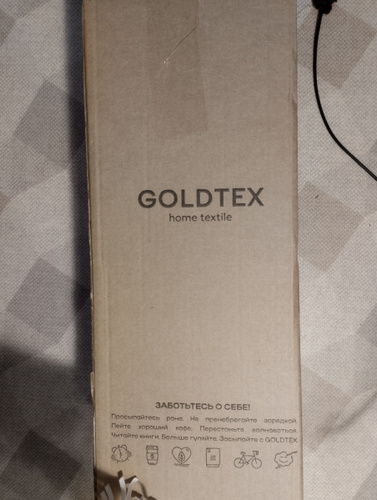 GOLDTEX
home textile
ЗАБОТЬТЕСЬ О СЕБЕ!
Просыпайтесь рано. Не пренебрегайте зарядкой.
Пейте хороший кофе. Перестаньте волноваться.
Читайте книги. Больше гуляйте. Засыпайте с GOLDTEX.